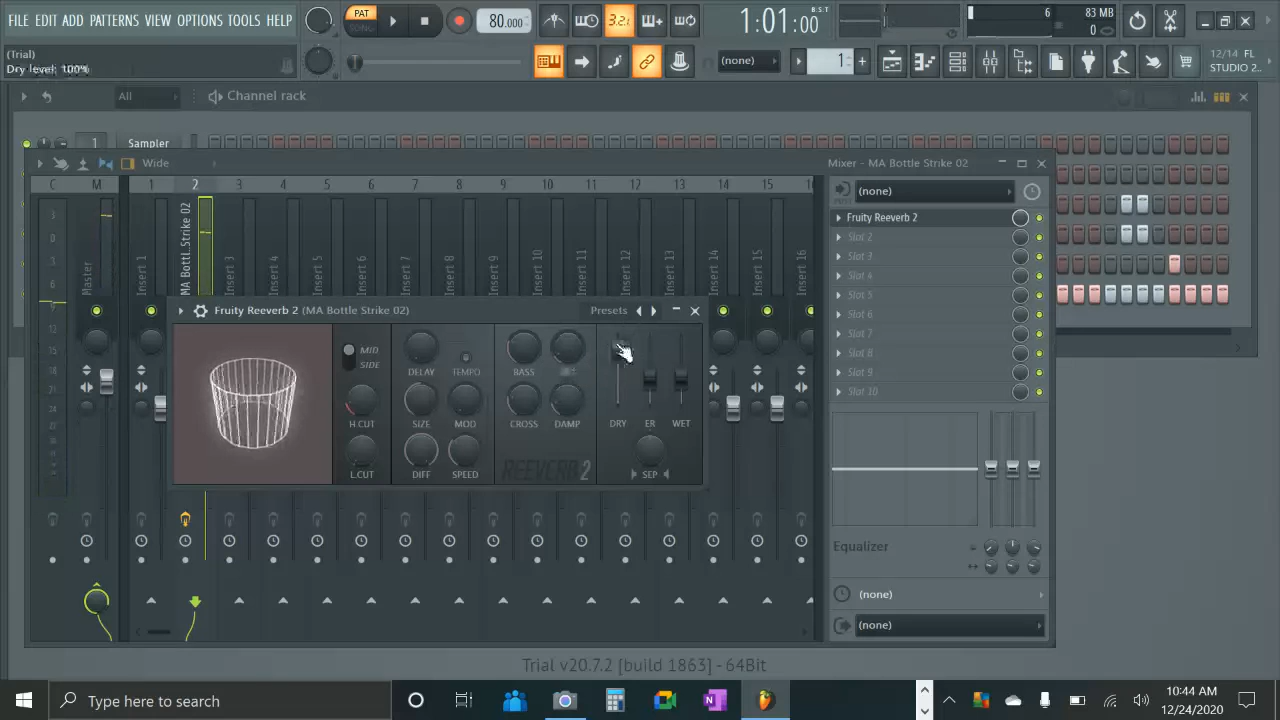 FILE EDIT ADD PATTERNS VIEW OPTIONS TOOLS HELP
PAT
SONG
80.000
3.2:
1:01:00
B:S:T
6
83 MB
0
(Trial)
Dry level: 100%
(none)
1
12/14 FL
STUDIO 2..
All
Channel rack
1
Sampler
Wide
Mixer - MA Bottle Strike 02
C
M
1
2
3
4
5
6
7
8
9
10
11
12
13
14
15
Master
Insert 1
MA Bottl.Strike 02
Insert 3
Insert 4
Insert 5
Insert 6
Insert 7
Insert 8
Insert 9
Insert 10
Insert 11
Insert 12
Insert 13
Insert 14
Insert 15
Insert 16
(none)
Fruity Reeverb 2
Slot 2
Slot 3
Slot 4
Slot 5
Slot 6
Slot 7
Slot 8
Slot 9
Slot 10
Equalizer
(none)
(none)
Fruity Reeverb 2 (MA Bottle Strike 02)
Presets
MID
SIDE
H.CUT
L.CUT
DELAY
TEMPO
SIZE
MOD
DIFF
SPEED
BASS
CROSS
DAMP
REEVERB 2
DRY
ER
WET
SEP
Trial v20.7.2 [build 1863] - 64Bit
Type here to search
10:44 AM
12/24/2020